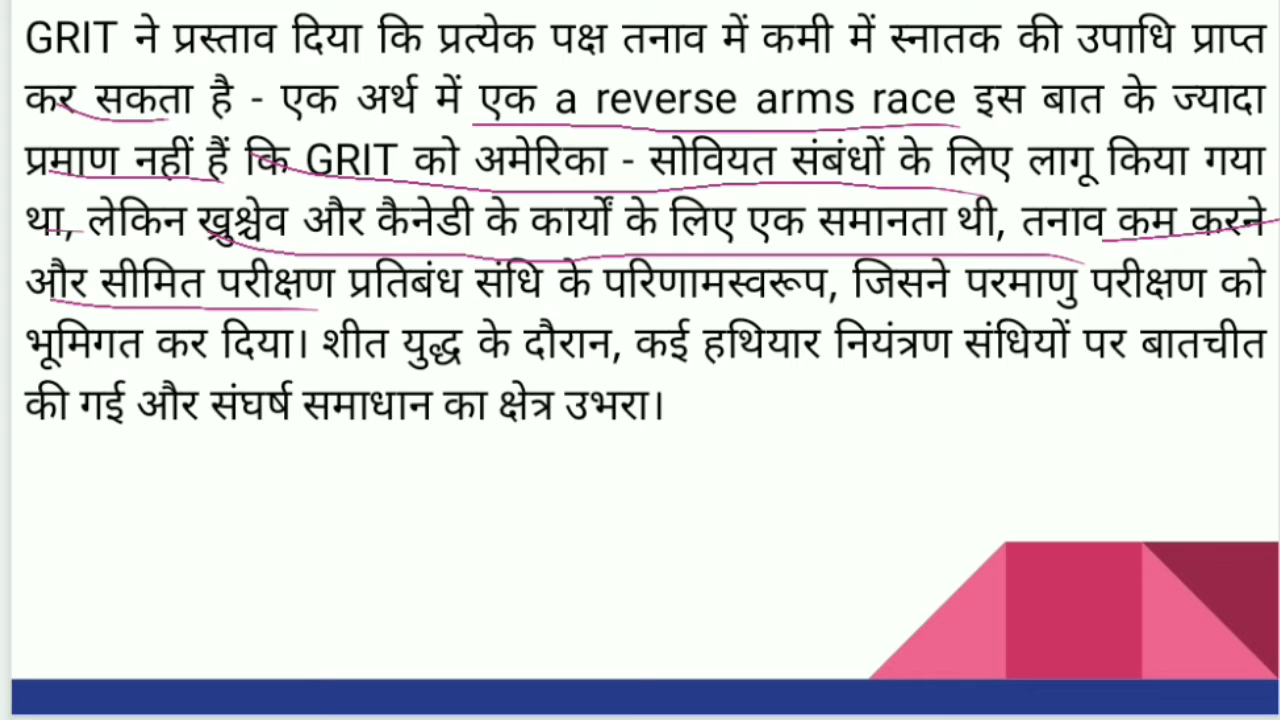 GRIT ने प्रस्ताव दिया कि प्रत्येक पक्ष तनाव में कमी में स्नातक की उपाधि प्राप्त
कर सकता है - एक अर्थ में एक a reverse arms race इस बात के ज्यादा
प्रमाण नहीं हैं कि GRIT को अमेरिका - सोवियत संबंधों के लिए लागू किया गया
था, लेकिन ख्रुश्चेव और कैनेडी के कार्यों के लिए एक समानता थी, तनाव कम करने
और सीमित परीक्षण प्रतिबंध संधि के परिणामस्वरूप, जिसने परमाणु परीक्षण को
भूमिगत कर दिया। शीत युद्ध के दौरान, कई हथियार नियंत्रण संधियों पर बातचीत
की गई और संघर्ष समाधान का क्षेत्र उभरा।